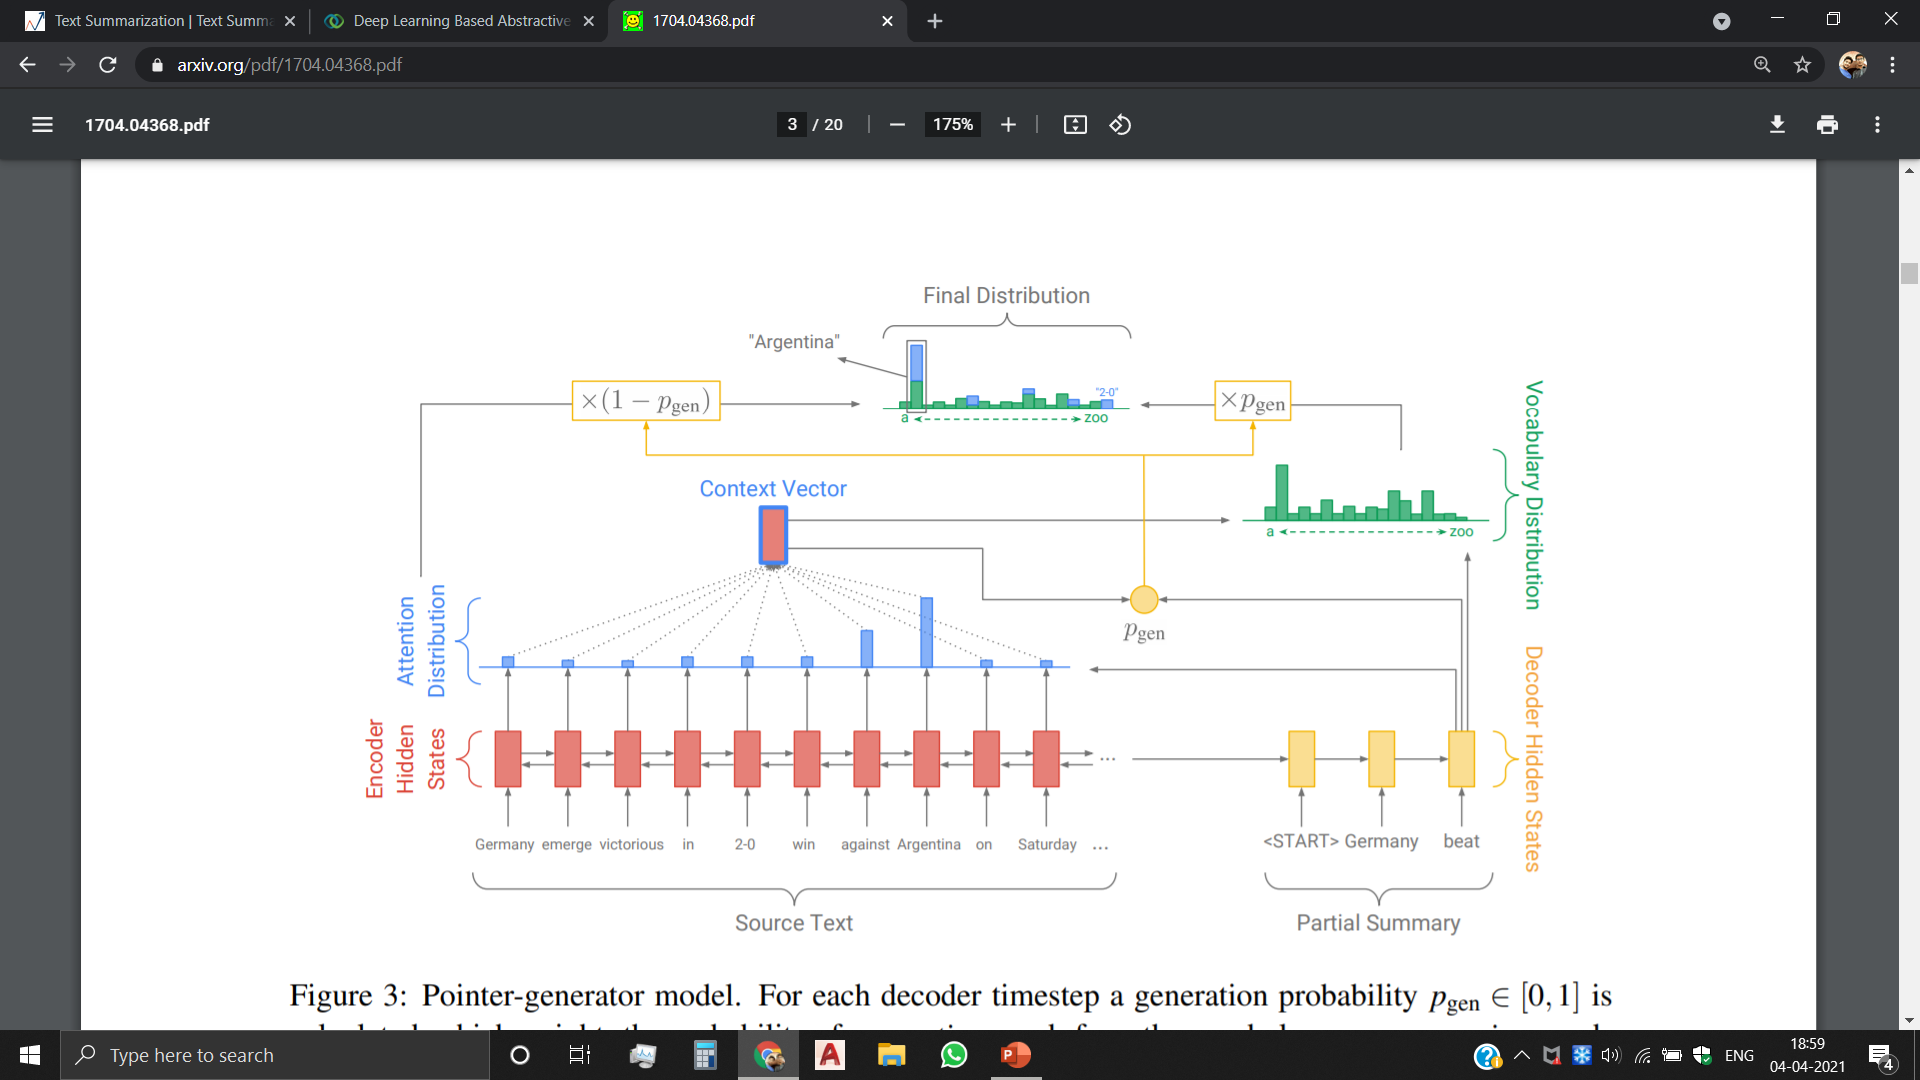 Text Summarization | Text Summa
Deep Learning Based Abstractive
1704.04368.pdf
arxiv.org/pdf/1704.04368.pdf
1704.04368.pdf
3 / 20
175%
Final Distribution
"Argentina"
×(1 − pgen)
"2-0"
×pgen
a
zoo
Vocabulary Distribution
Context Vector
a
zoo
Attention
Distribution
pgen
Encoder
Hidden
States
...
Decoder Hidden States
Germany emerge victorious in 2-0 win against Argentina on Saturday ...
<START> Germany beat
Source Text
Partial Summary
Figure 3: Pointer-generator model. For each decoder timestep a generation probability pgen ∈ [0,1] is
Type here to search
ENG
18:59
04-04-2021
4